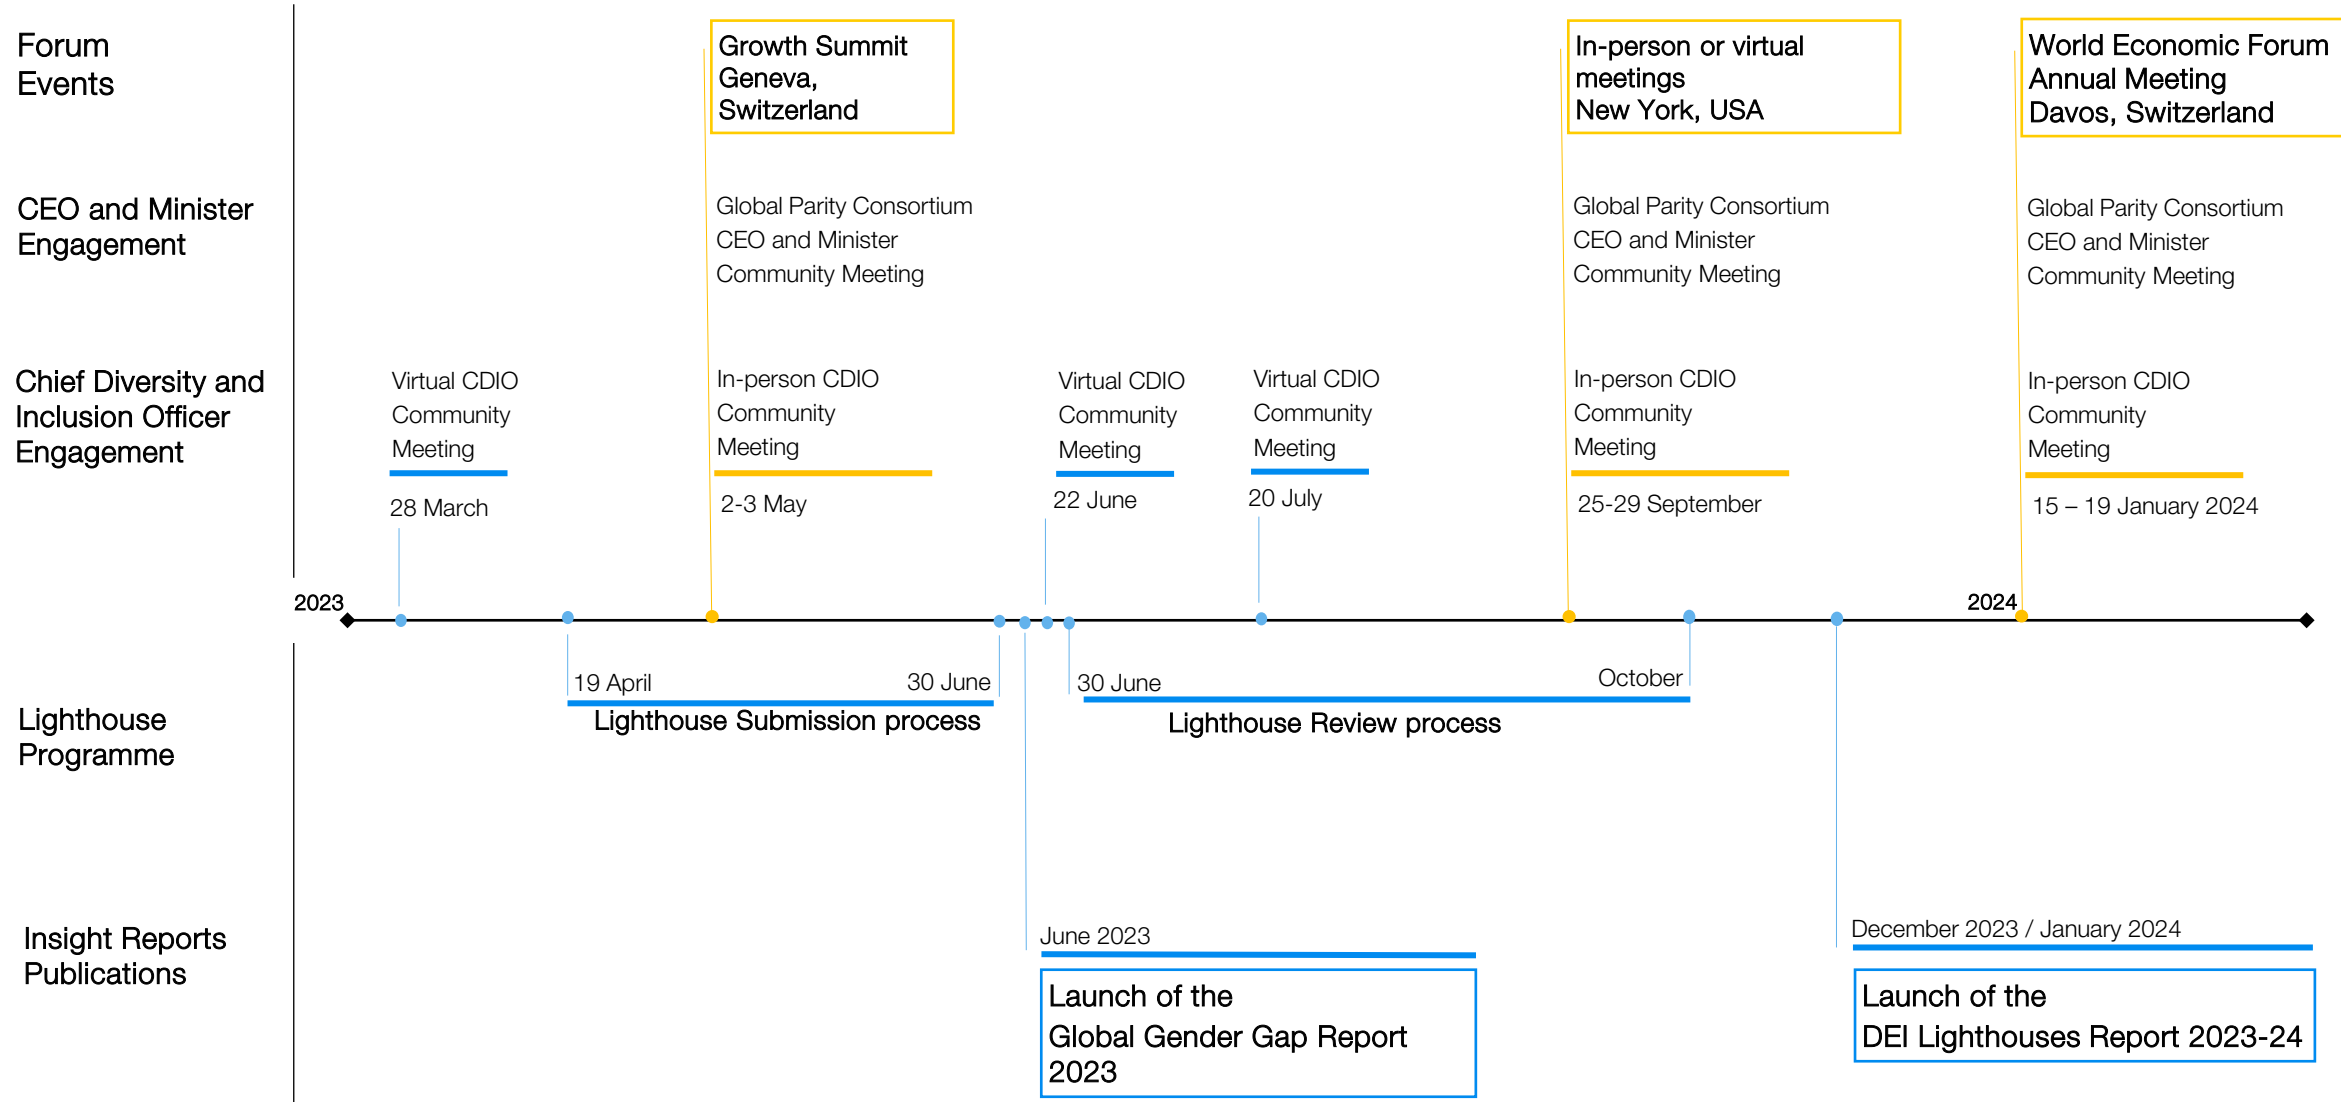 Forum
Events
Growth Summit
Geneva,
Switzerland
In-person or virtual
meetings
New York, USA
World Economic Forum
Annual Meeting
Davos, Switzerland
CEO and Minister
Engagement
Global Parity Consortium
CEO and Minister
Community Meeting
Global Parity Consortium
CEO and Minister
Community Meeting
Global Parity Consortium
CEO and Minister
Community Meeting
Chief Diversity and
Inclusion Officer
Engagement
Virtual CDIO
Community
Meeting
28 March
In-person CDIO
Community
Meeting
2-3 May
Virtual CDIO
Community
Meeting
22 June
Virtual CDIO
Community
Meeting
20 July
In-person CDIO
Community
Meeting
25-29 September
In-person CDIO
Community
Meeting
15 – 19 January 2024
2023
2024
Lighthouse
Programme
19 April
30 June
Lighthouse Submission process
30 June
October
Lighthouse Review process
Insight Reports
Publications
June 2023
Launch of the
Global Gender Gap Report
2023
December 2023 / January 2024
Launch of the
DEI Lighthouses Report 2023-24